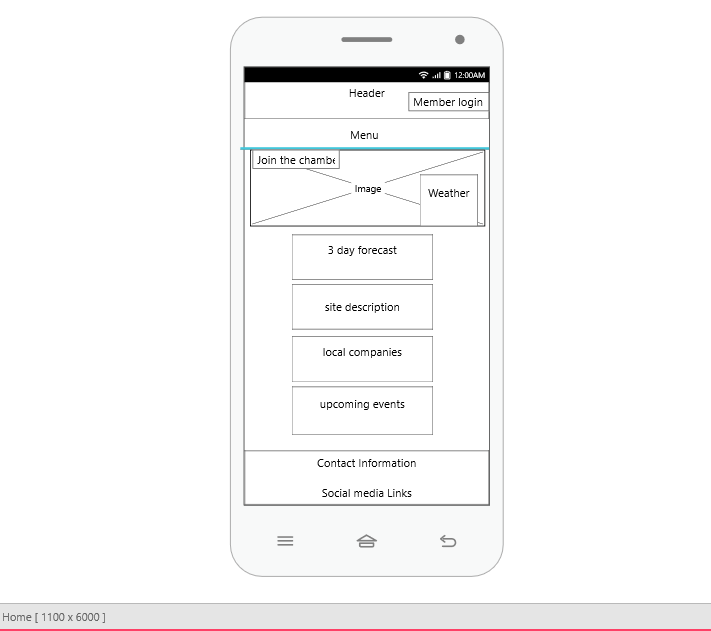 12:00AM
Header
Member login
Menu
Join the chambe
Image
Weather
3 day forecast
site description
local companies
upcoming events
Contact Information
Social media Links
Home [ 1100 x 6000 ]